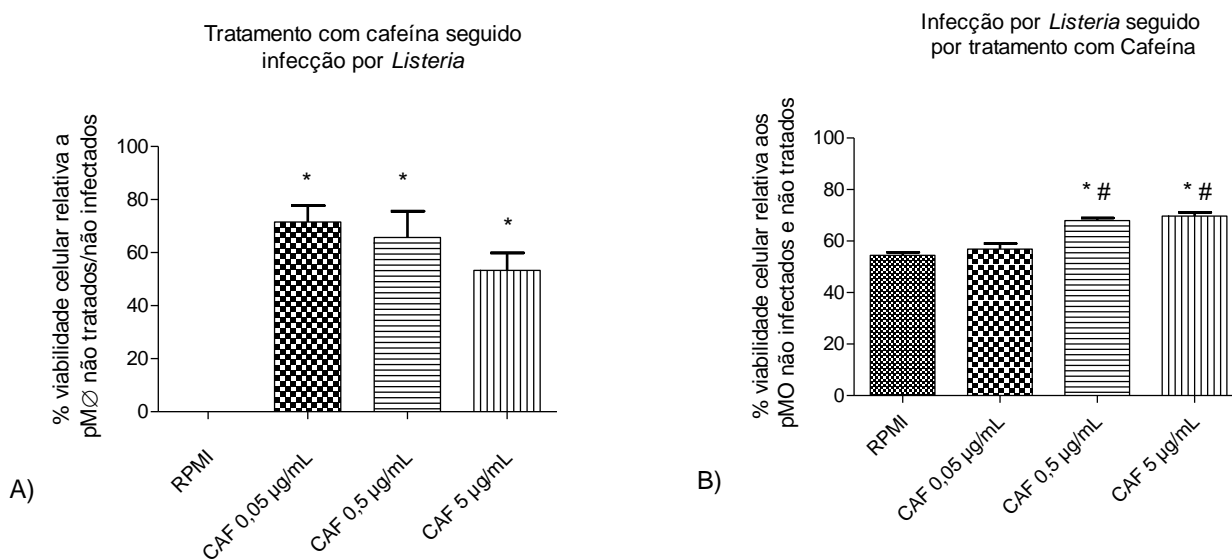 Tratamento com cafeína seguido
infecção por Listeria
% viabilidade celular relativa a
pM∅ não tratados/não infectados
100
80
60
40
20
0
*
*
*
RPMI
CAF 0,05 µg/mL
CAF 0,5 µg/mL
CAF 5 µg/mL
A)
Infecção por Listeria seguido
por tratamento com Cafeína
% viabilidade celular relativa aos
pMO não infectados e não tratados
100
80
60
40
20
0
* #
* #
RPMI
CAF 0,05 µg/mL
CAF 0,5 µg/mL
CAF 5 µg/mL
B)